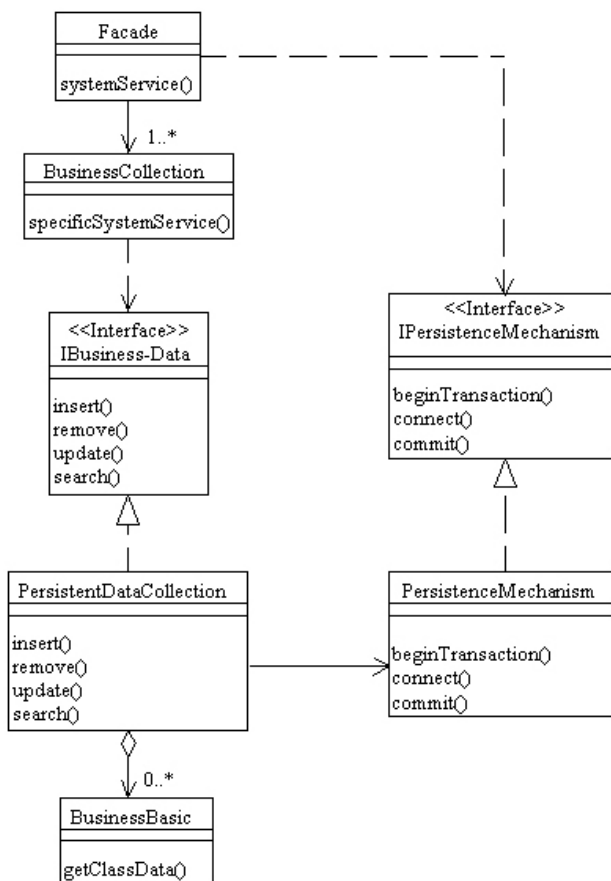 Facade
systemService()
1..*
BusinessCollection
specificSystemService()
<<Interface>>
IBusiness-Data
insert()
remove()
update()
search()
<<Interface>>
IPersistenceMechanism
beginTransaction()
connect()
commit()
PersistentDataCollection
insert()
remove()
update()
search()
PersistenceMechanism
beginTransaction()
connect()
commit()
0..*
BusinessBasic
getClassData()